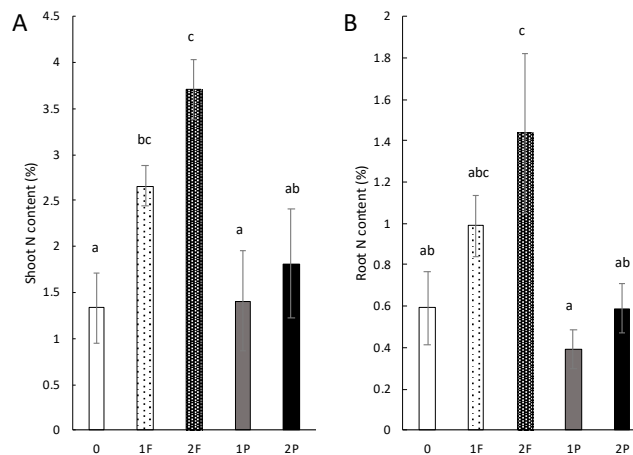 A
Shoot N content (%)
4.5
4
3.5
3
2.5
2
1.5
1
0.5
0
a
bc
c
a
ab
0 1F 2F 1P 2P
B
Root N content (%)
2
1.8
1.6
1.4
1.2
1
0.8
0.6
0.4
0.2
0
ab
abc
c
a
ab
0 1F 2F 1P 2P